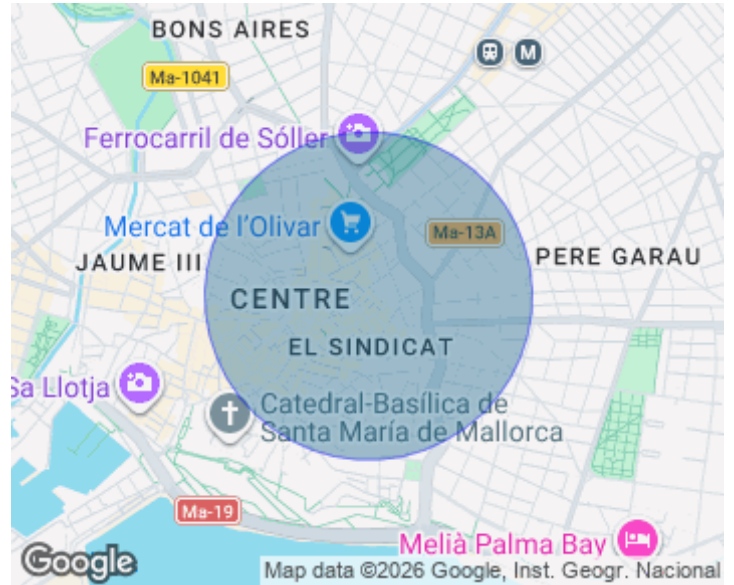 BONS AIRES
Ma-1041
M
Ferrocarril de Sóller
Mercat de l'Olivar
Ma-13A
JAUME III
PERE GARAU
CENTRE
EL SINDICAT
Sa Llotja
Catedral-Basílica de
Santa María de Mallorca
Ma-19
Melià Palma Bay
Google
Map data ©2026 Google, Inst. Geogr. Nacional